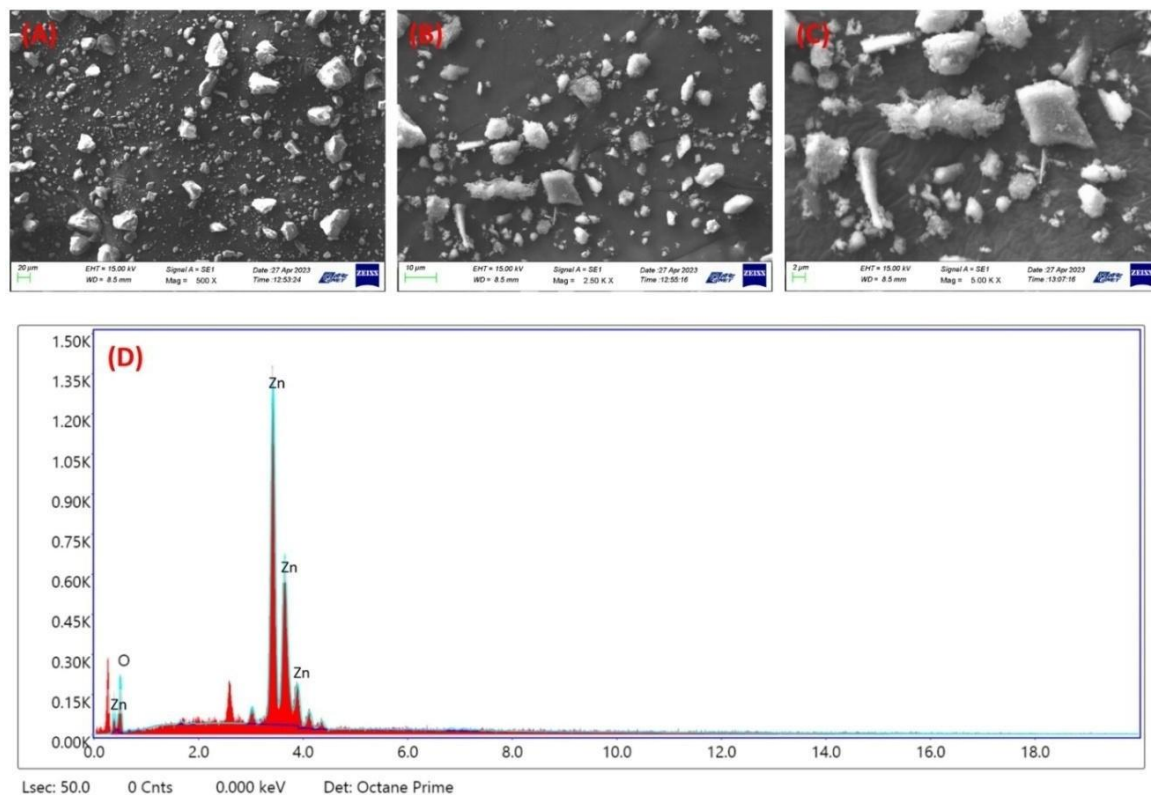 (A)
20 µm
EHT = 15.00 kV
WD = 8.5 mm
Signal A = SE1
Mag = 500 X
Date :27 Apr 2023
Time :12:53:24
ZEISS
(B)
10 µm
EHT = 15.00 kV
WD = 8.5 mm
Signal A = SE1
Mag = 2.50 K X
Date :27 Apr 2023
Time :12:55:16
ZEISS
(C)
2 µm
EHT = 15.00 kV
WD = 8.5 mm
Signal A = SE1
Mag = 5.00 K X
Date :27 Apr 2023
Time :13:07:16
ZEISS
(D)
1.50K
1.35K
1.20K
1.05K
0.90K
0.75K
0.60K
0.45K
0.30K
0.15K
0.00K
Zn
Zn
Zn
O
Zn
0.0 2.0 4.0 6.0 8.0 10.0 12.0 14.0 16.0 18.0
Lsec: 50.0 0 Cnts 0.000 keV Det: Octane Prime